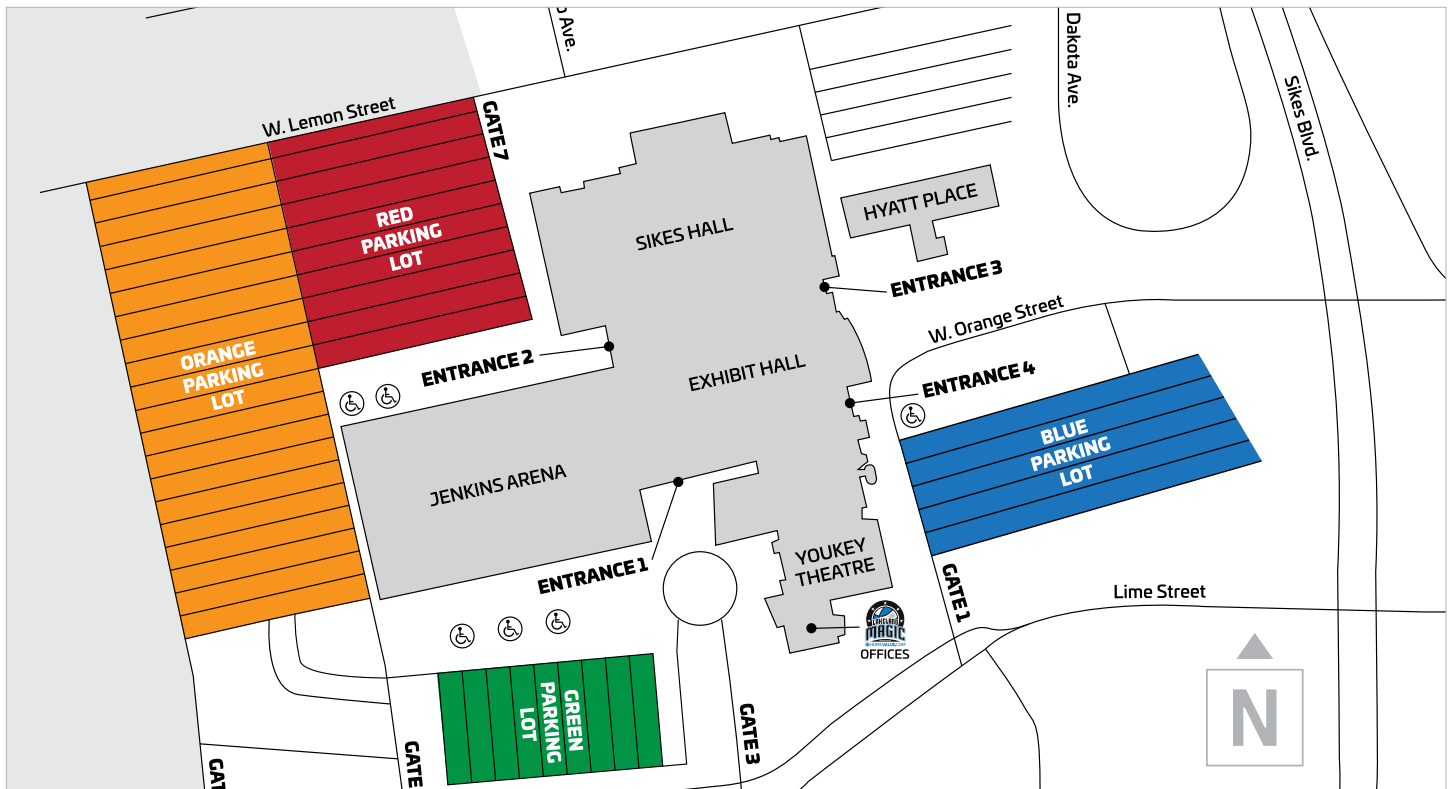 o Ave.
Dakota Ave.
Sikes Blvd.
W. Lemon Street
GATE 7
RED
PARKING
LOT
SIKES HALL
HYATT PLACE
ENTRANCE 3
W. Orange Street
ORANGE
PARKING
LOT
ENTRANCE 2
EXHIBIT HALL
ENTRANCE 4
BLUE
PARKING
LOT
JENKINS ARENA
ENTRANCE 1
YOUKEY
THEATRE
GATE 1
Lime Street
LAKELAND
MAGIC
OFFICES
GREEN
PARKING
LOT
GATE 3
GATE
GAT
N